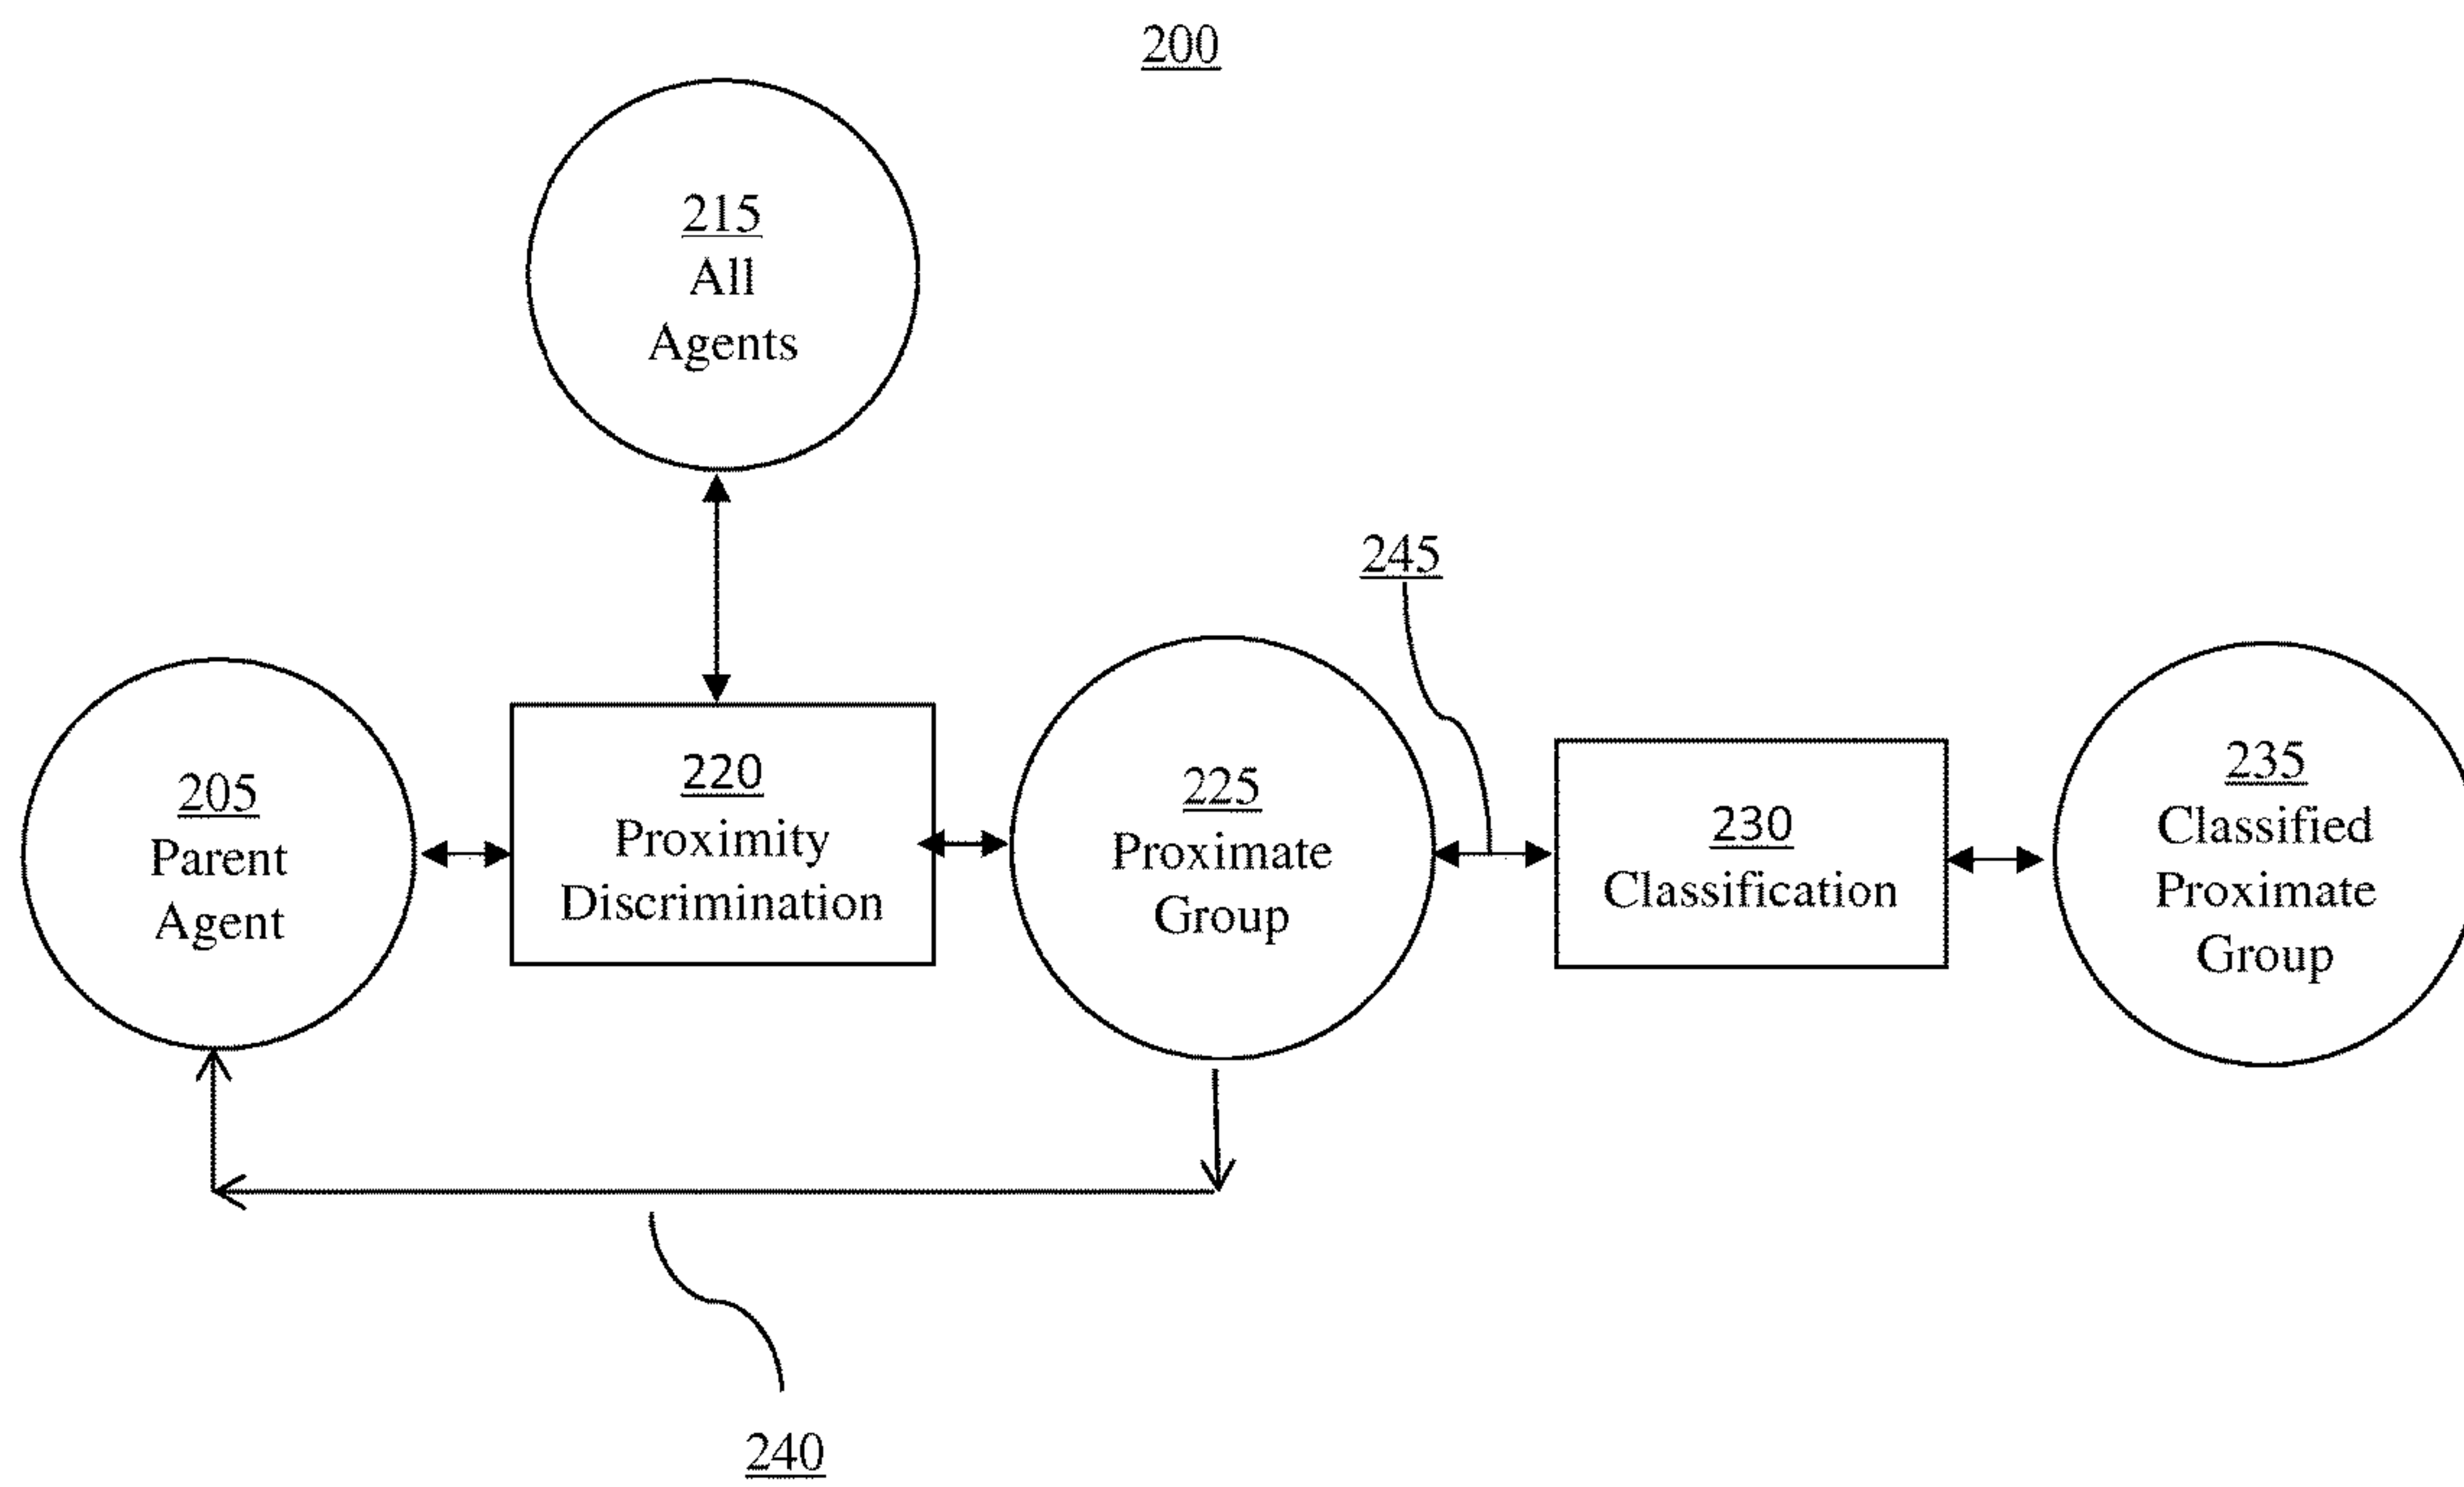 200
215
All
Agents
245
205
Parent
Agent
220
Proximity
Discrimination
225
Proximate
Group
230
Classification
235
Classified
Proximate
Group
240